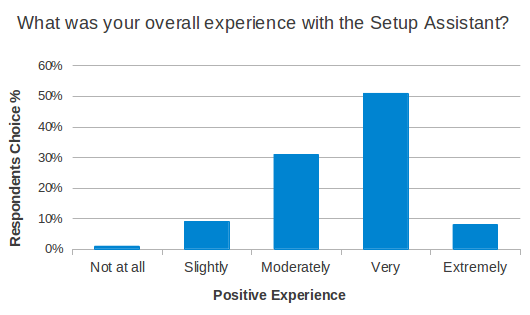 What was your overall experience with the Setup Assistant?
Respondents Choice %
60%
50%
40%
30%
20%
10%
0%
Not at all Slightly Moderately Very Extremely
Positive Experience